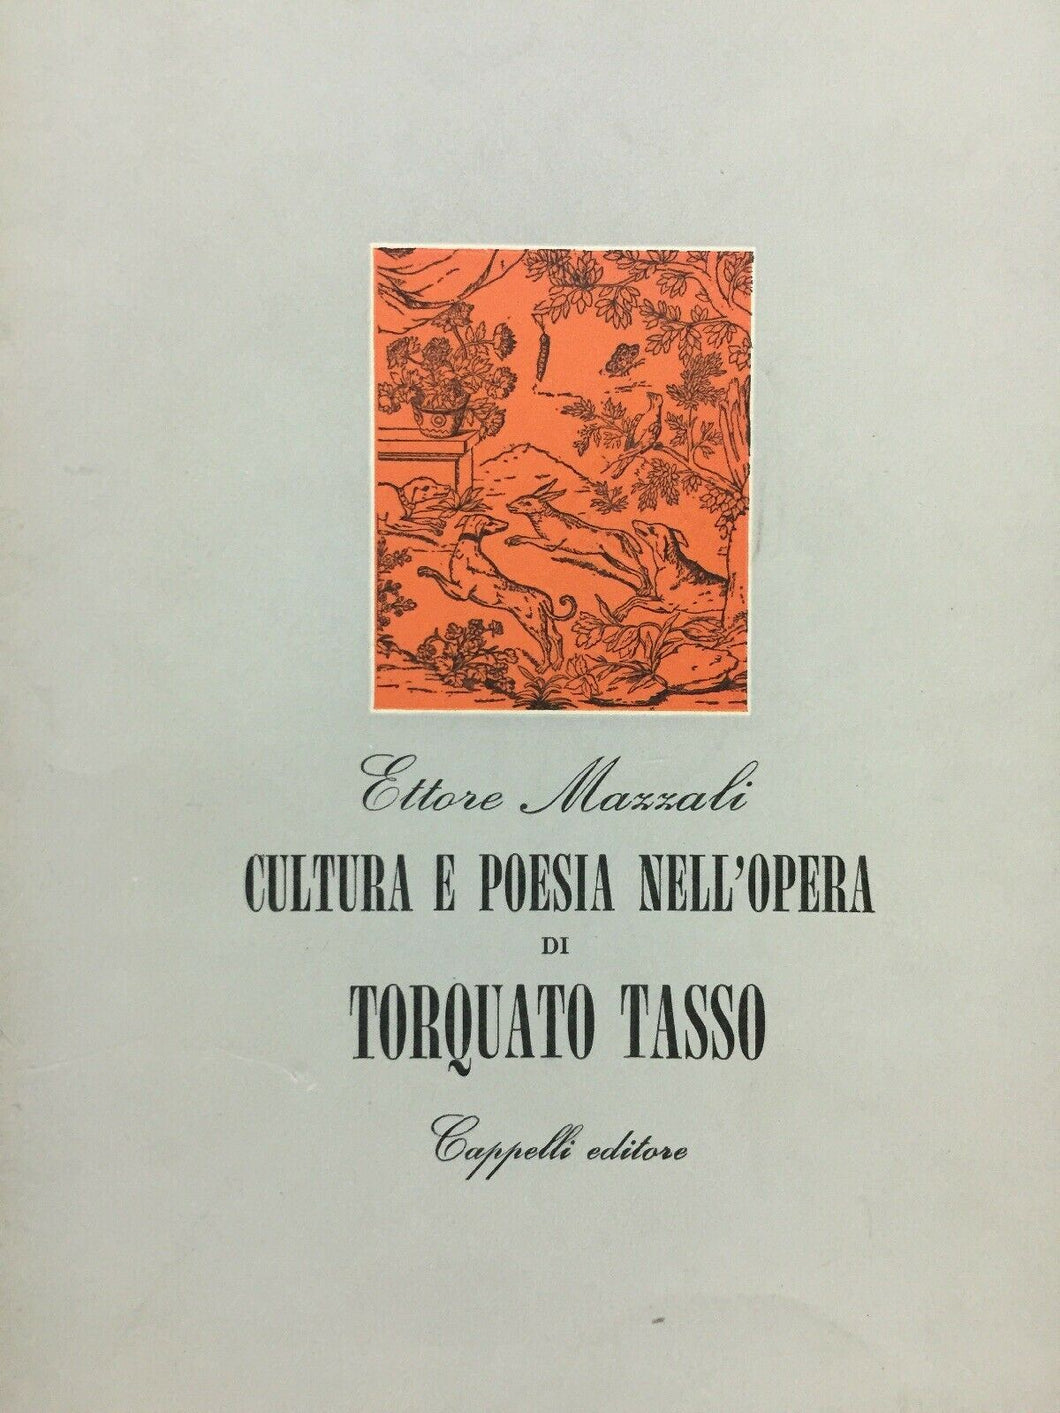 Ettore Mazzali
CULTURA E POESIA NELL'OPERA
DI
TORQUATO TASSO
Cappelli editore